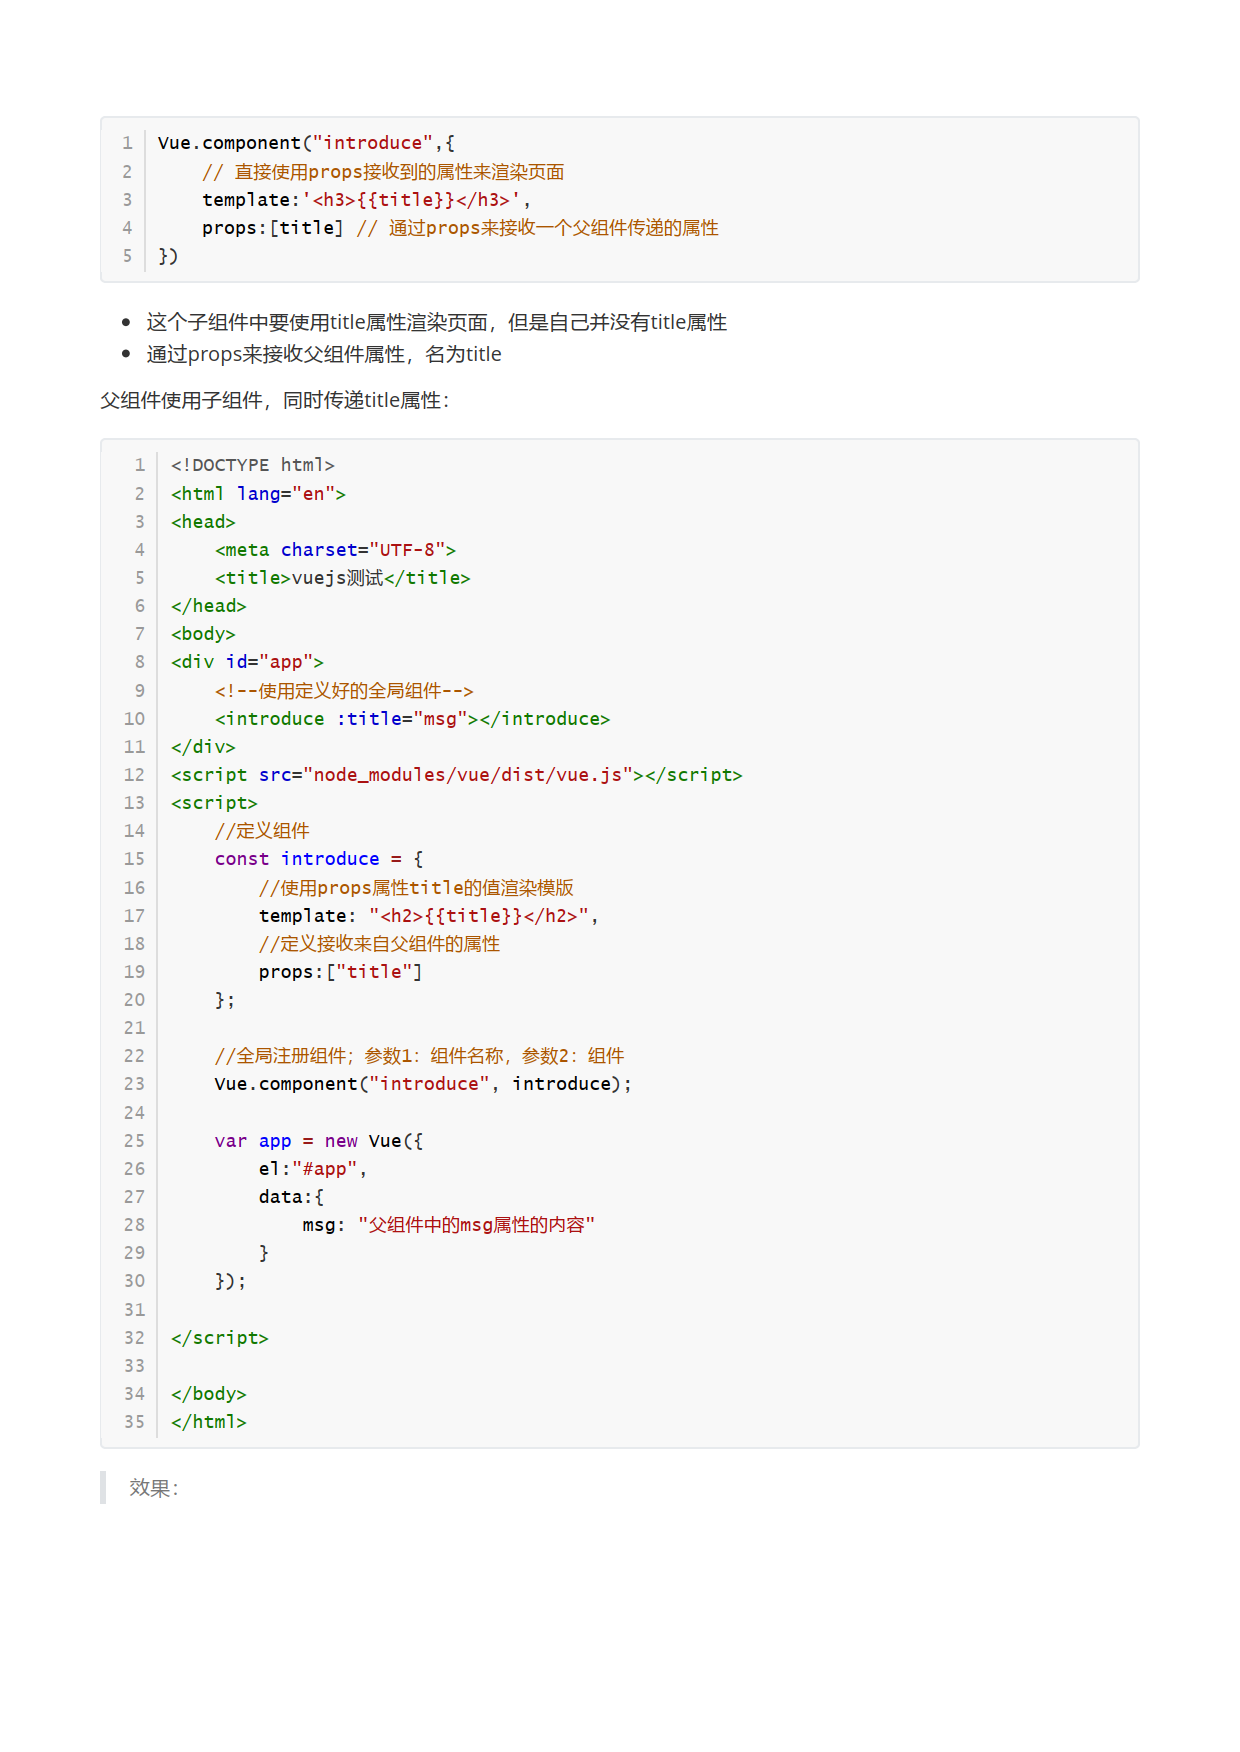 1 Vue.component("introduce",{
2 // 直接使用props接收到的属性来渲染页面
3 template:'<h3>{{title}}</h3>',
4 props:[title] // 通过props来接收一个父组件传递的属性
5 })
• 这个子组件中要使用title属性渲染页面，但是自己并没有title属性
• 通过props来接收父组件属性，名为title
父组件使用子组件，同时传递title属性：
1 <!DOCTYPE html>
2 <html lang="en">
3 <head>
4 <meta charset="UTF-8">
5 <title>vuejs测试</title>
6 </head>
7 <body>
8 <div id="app">
9 <!--使用定义好的全局组件-->
10 <introduce :title="msg"></introduce>
11 </div>
12 <script src="node_modules/vue/dist/vue.js"></script>
13 <script>
14 //定义组件
15 const introduce = {
16 //使用props属性title的值渲染模版
17 template: "<h2>{{title}}</h2>",
18 //定义接收来自父组件的属性
19 props:["title"]
20 };
21
22 //全局注册组件；参数1：组件名称，参数2：组件
23 Vue.component("introduce", introduce);
24
25 var app = new Vue({
26 el:"#app",
27 data:{
28 msg: "父组件中的msg属性的内容"
29 }
30 });
31
32 </script>
33
34 </body>
35 </html>
效果：